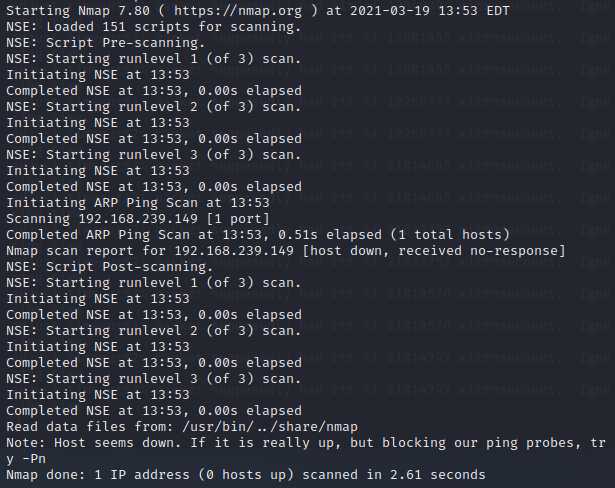 Starting Nmap 7.80 ( https://nmap.org ) at 2021-03-19 13:53 EDT
NSE: Loaded 151 scripts for scanning.
NSE: Script Pre-scanning.
NSE: Starting runlevel 1 (of 3) scan.
Initiating NSE at 13:53
Completed NSE at 13:53, 0.00s elapsed
NSE: Starting runlevel 2 (of 3) scan.
Initiating NSE at 13:53
Completed NSE at 13:53, 0.00s elapsed
NSE: Starting runlevel 3 (of 3) scan.
Initiating NSE at 13:53
Completed NSE at 13:53, 0.00s elapsed
Initiating ARP Ping Scan at 13:53
Scanning 192.168.239.149 [1 port]
Completed ARP Ping Scan at 13:53, 0.51s elapsed (1 total hosts)
Nmap scan report for 192.168.239.149 [host down, received no-response]
NSE: Script Post-scanning.
NSE: Starting runlevel 1 (of 3) scan.
Initiating NSE at 13:53
Completed NSE at 13:53, 0.00s elapsed
NSE: Starting runlevel 2 (of 3) scan.
Initiating NSE at 13:53
Completed NSE at 13:53, 0.00s elapsed
NSE: Starting runlevel 3 (of 3) scan.
Initiating NSE at 13:53
Completed NSE at 13:53, 0.00s elapsed
Read data files from: /usr/bin/../share/nmap
Note: Host seems down. If it is really up, but blocking our ping probes, tr
y -Pn
Nmap done: 1 IP address (0 hosts up) scanned in 2.61 seconds